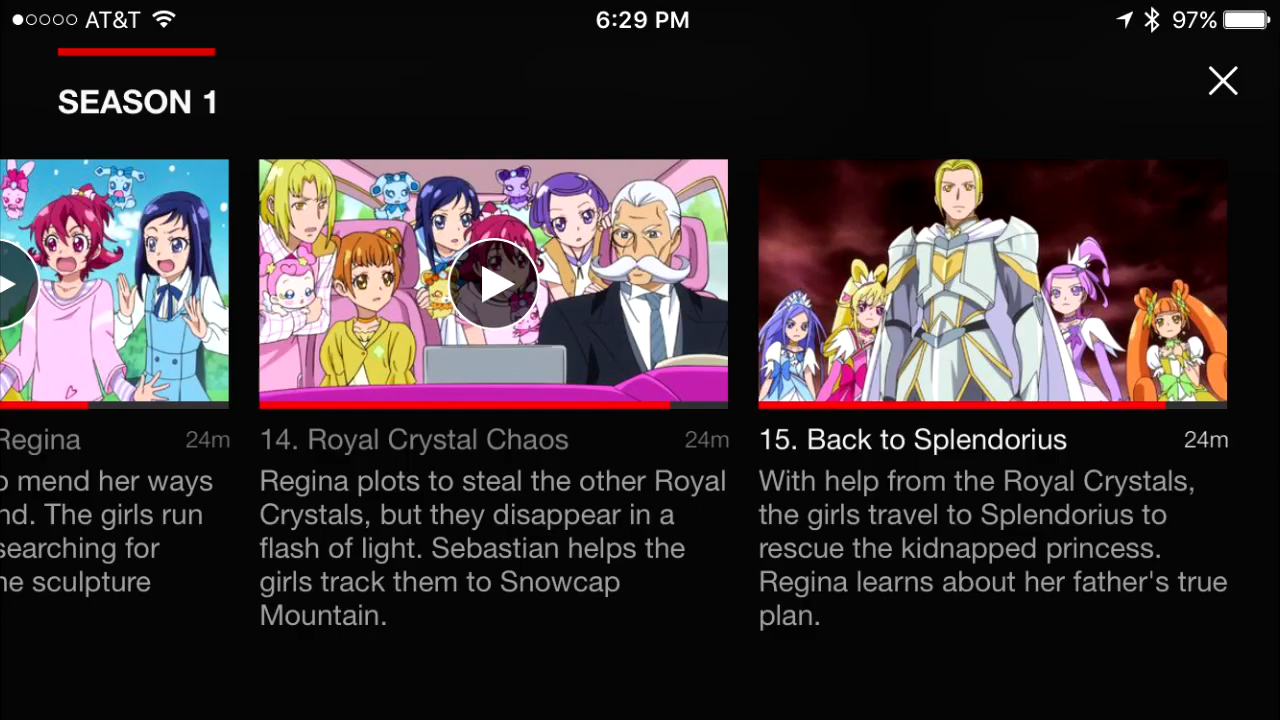 AT&T 6:29 PM 97%
SEASON 1
Regina 24m
o mend her ways
nd. The girls run
searching for
ne sculpture
14. Royal Crystal Chaos 24m
Regina plots to steal the other Royal
Crystals, but they disappear in a
flash of light. Sebastian helps the
girls track them to Snowcap
Mountain.
15. Back to Splendorius 24m
With help from the Royal Crystals,
the girls travel to Splendorius to
rescue the kidnapped princess.
Regina learns about her father's true
plan.